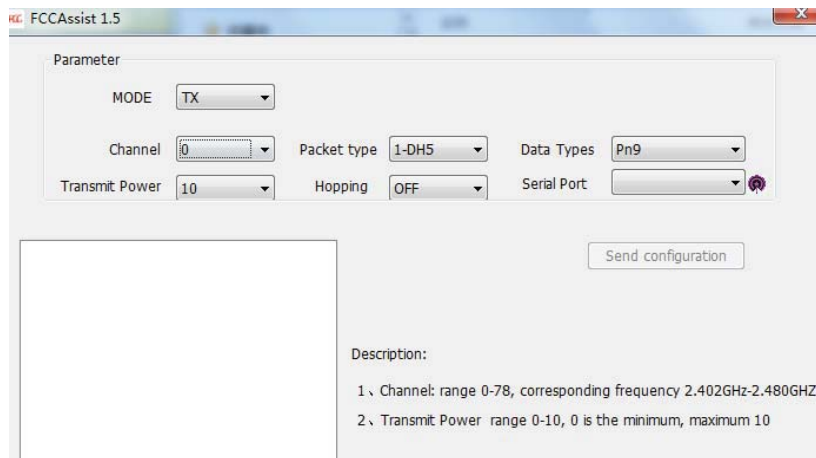 FCCAssist 1.5
Parameter
MODE TX
Channel 0 Packet type 1-DH5 Data Types Pn9
Transmit Power 10 Hopping OFF Serial Port
Send configuration
Description:
1、Channel: range 0-78, corresponding frequency 2.402GHz-2.480GHZ
2、Transmit Power range 0-10, 0 is the minimum, maximum 10